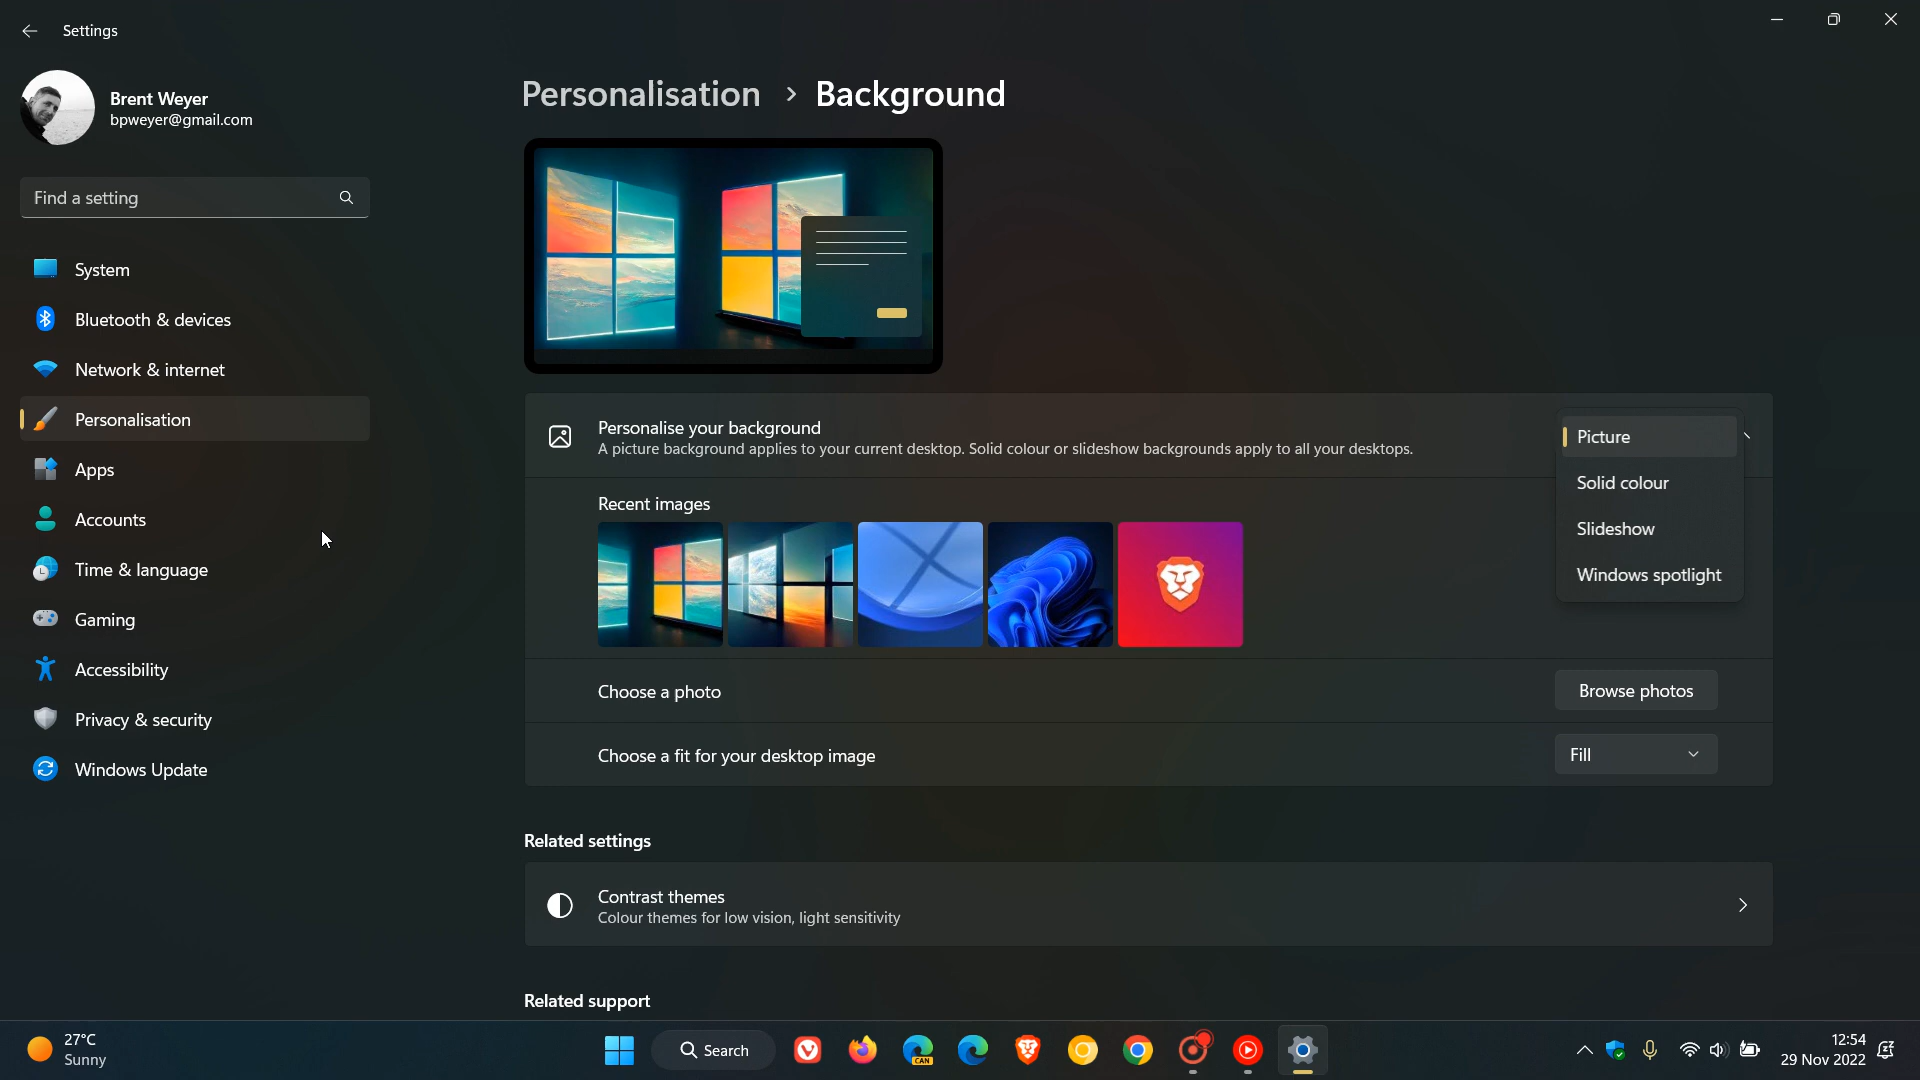 Settings
Brent Weyer
bpweyer@gmail.com
Find a setting
System
Bluetooth & devices
Network & internet
Personalisation
Apps
Accounts
Time & language
Gaming
Accessibility
Privacy & security
Windows Update
Personalisation > Background
Personalise your background
A picture background applies to your current desktop. Solid colour or slideshow backgrounds apply to all your desktops.
Picture
Solid colour
Slideshow
Windows spotlight
Recent images
Choose a photo
Browse photos
Choose a fit for your desktop image
Fill
Related settings
Contrast themes
Colour themes for low vision, light sensitivity
Related support
27°C
Sunny
Search
CAN
12:54
29 Nov 2022